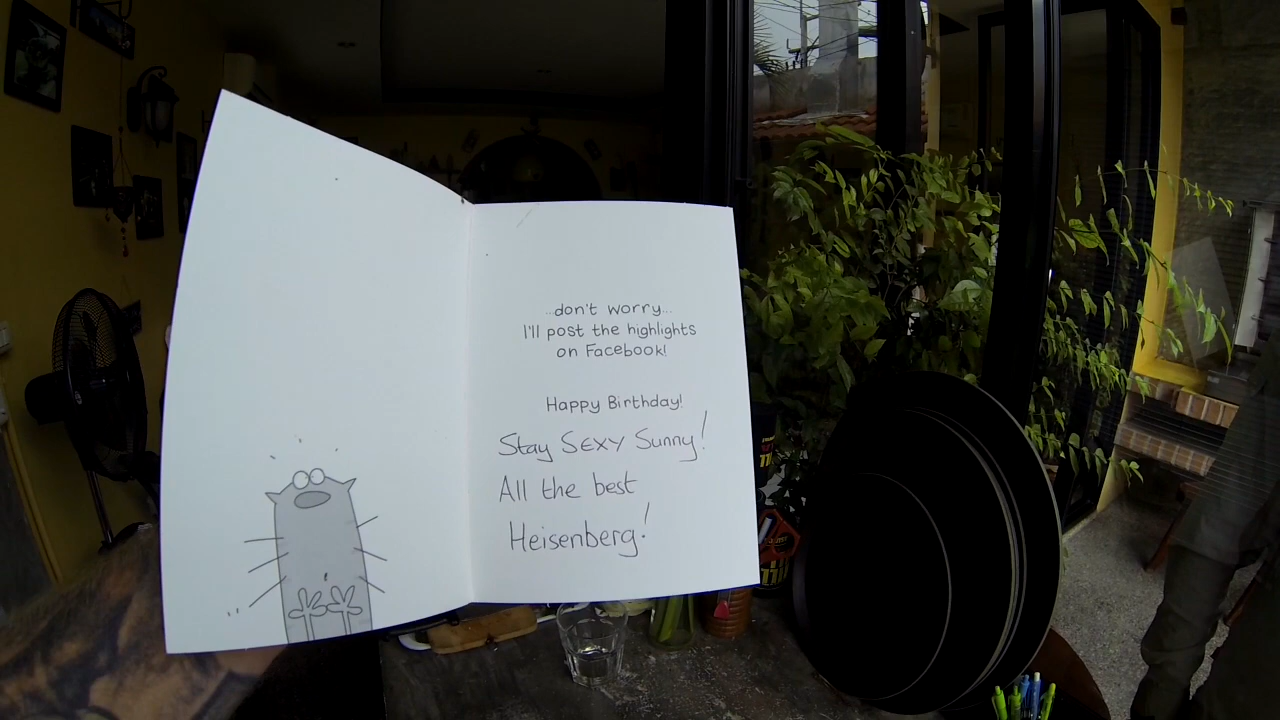 ...don't worry...
I'll post the highlights
on Facebook!
Happy Birthday!
Stay SEXY Sunny!
All the best
Heisenberg!